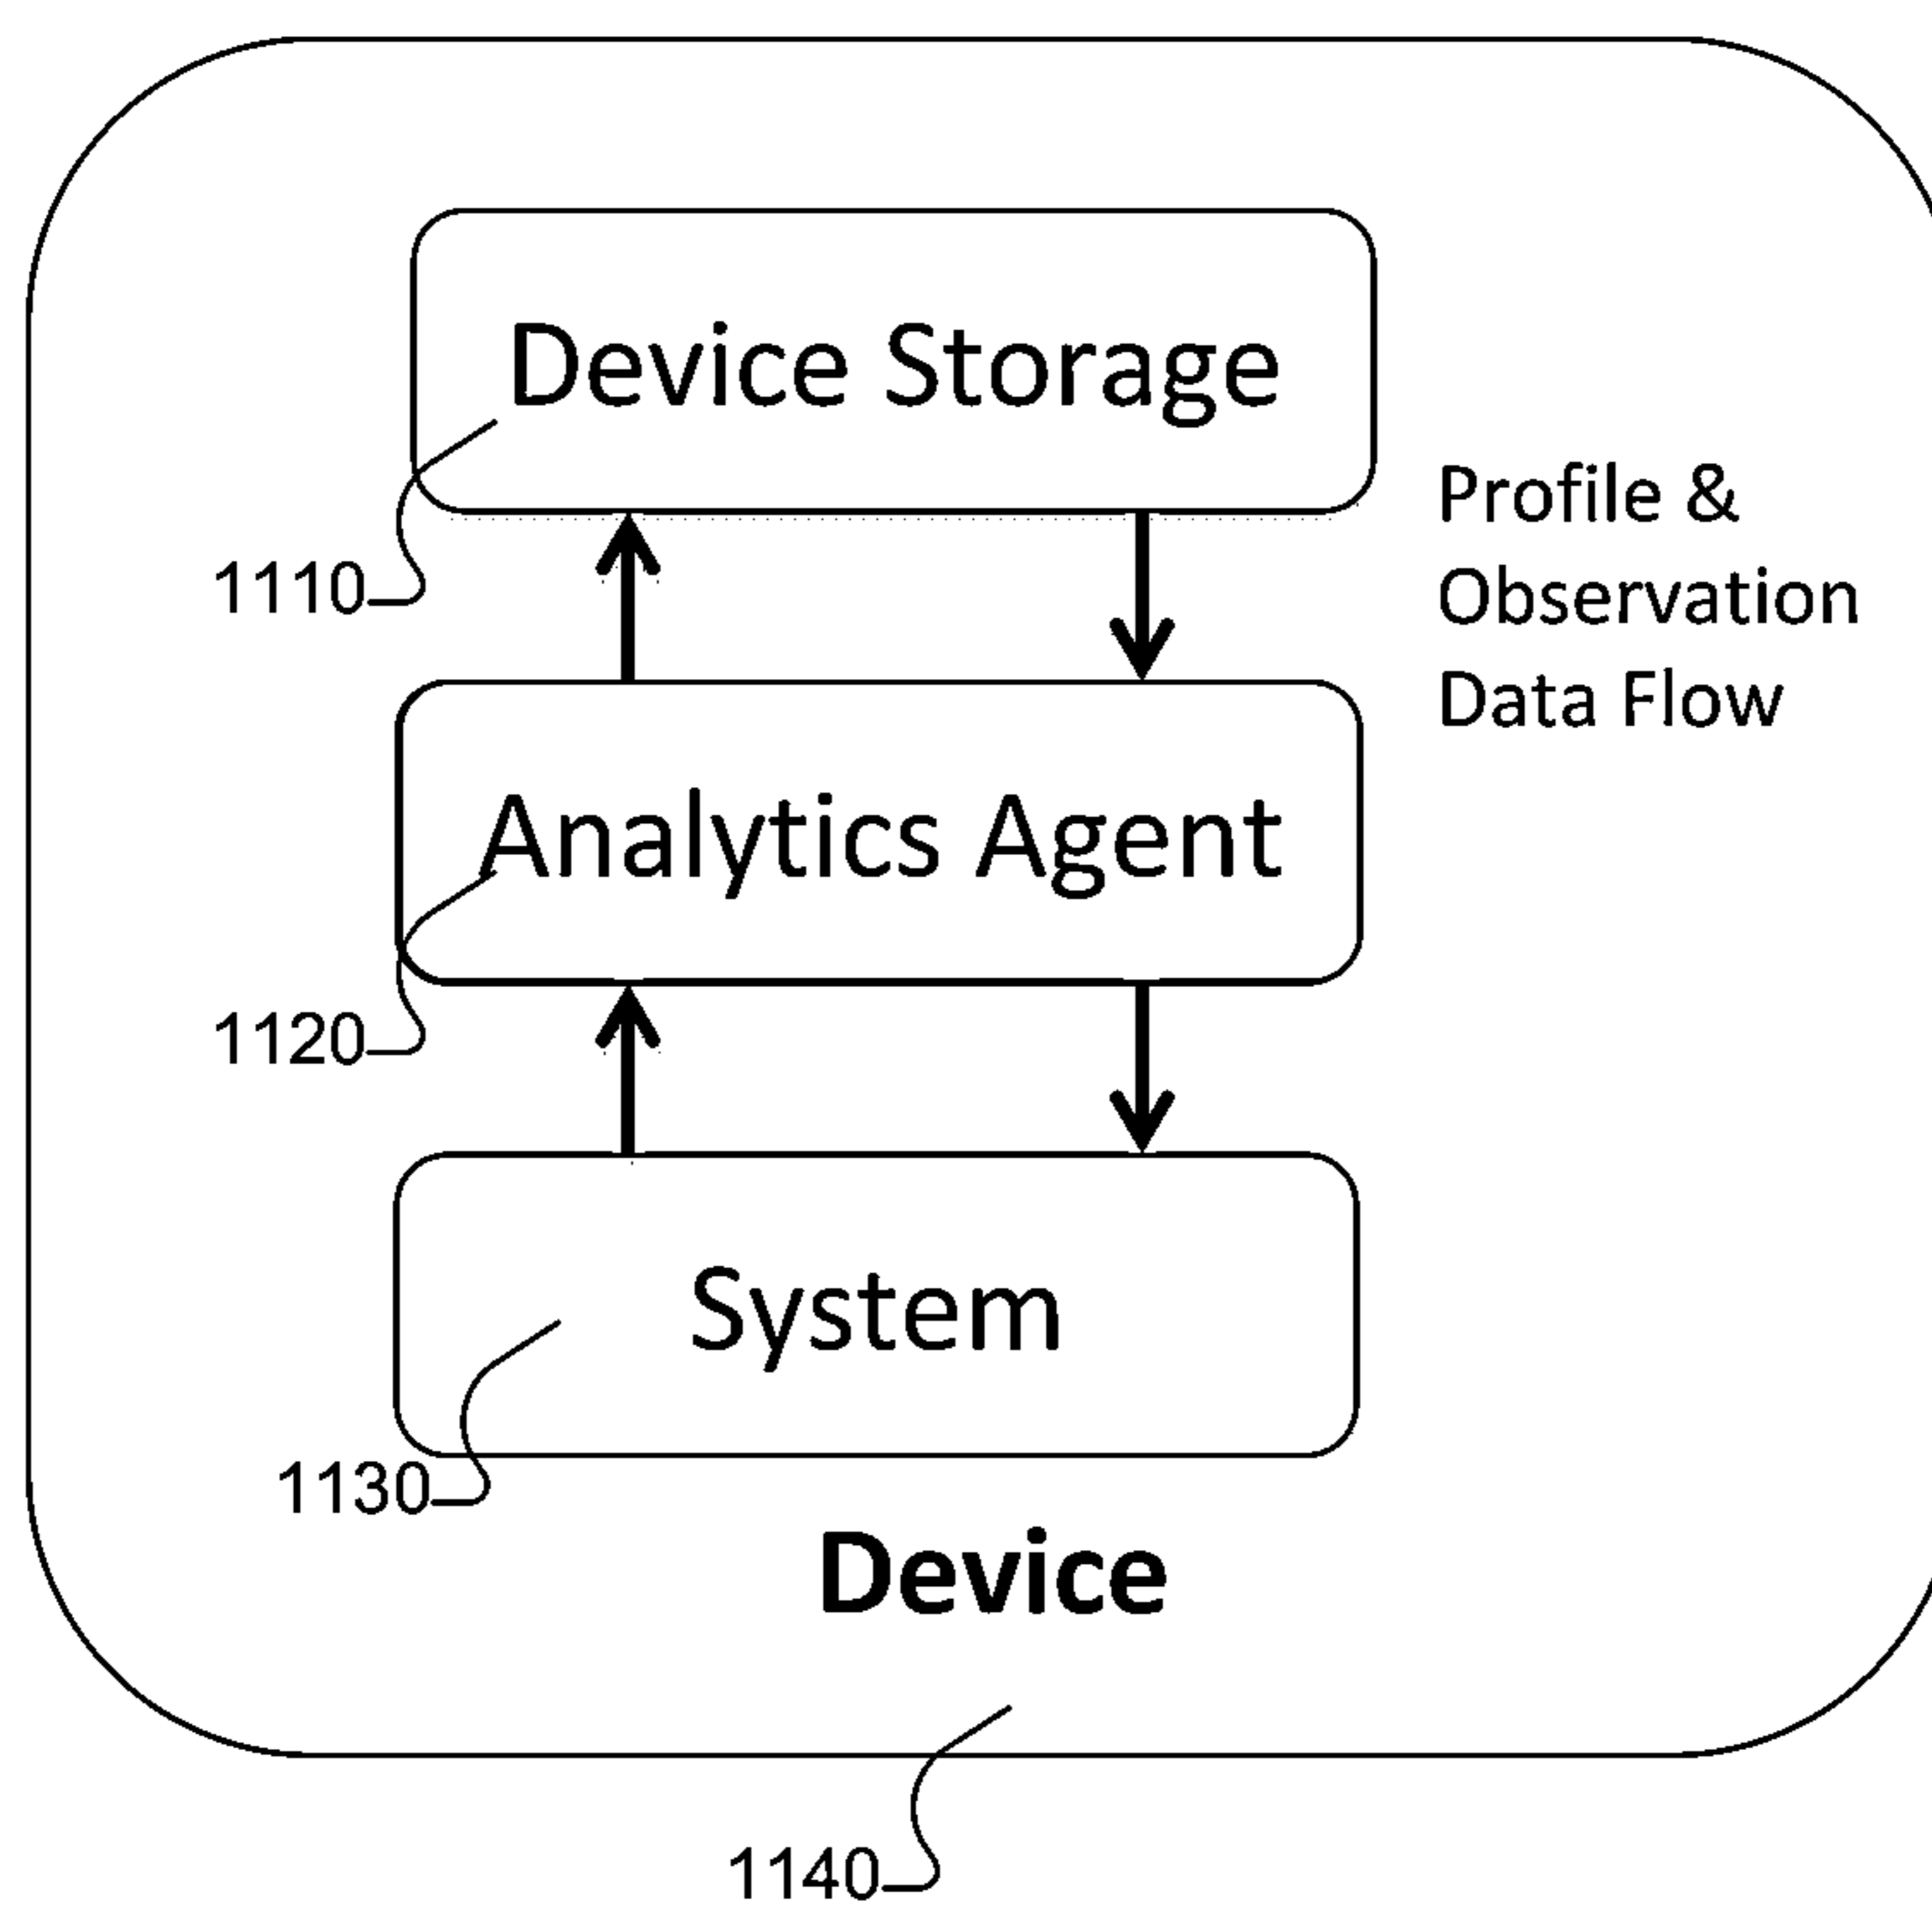 Device Storage
Profile &
Observation
Data Flow
1110
Analytics Agent
1120
System
1130
Device
1140